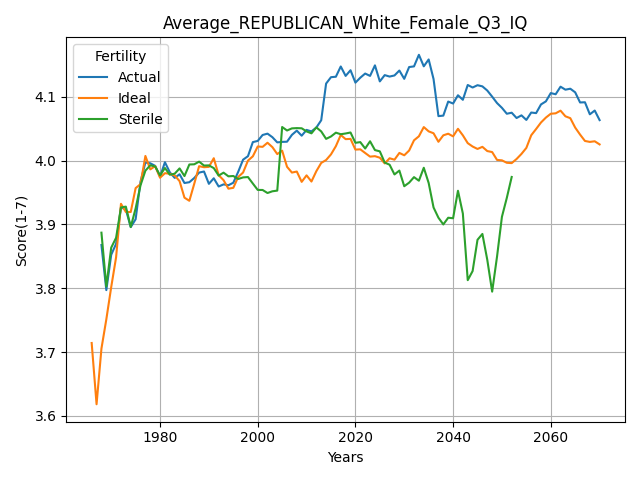 Average_REPUBLICAN_White_Female_Q3_IQ
Fertility
Actual
Ideal
Sterile
Score(1-7)
4.1
4.0
3.9
3.8
3.7
3.6
1980
2000
2020
2040
2060
Years